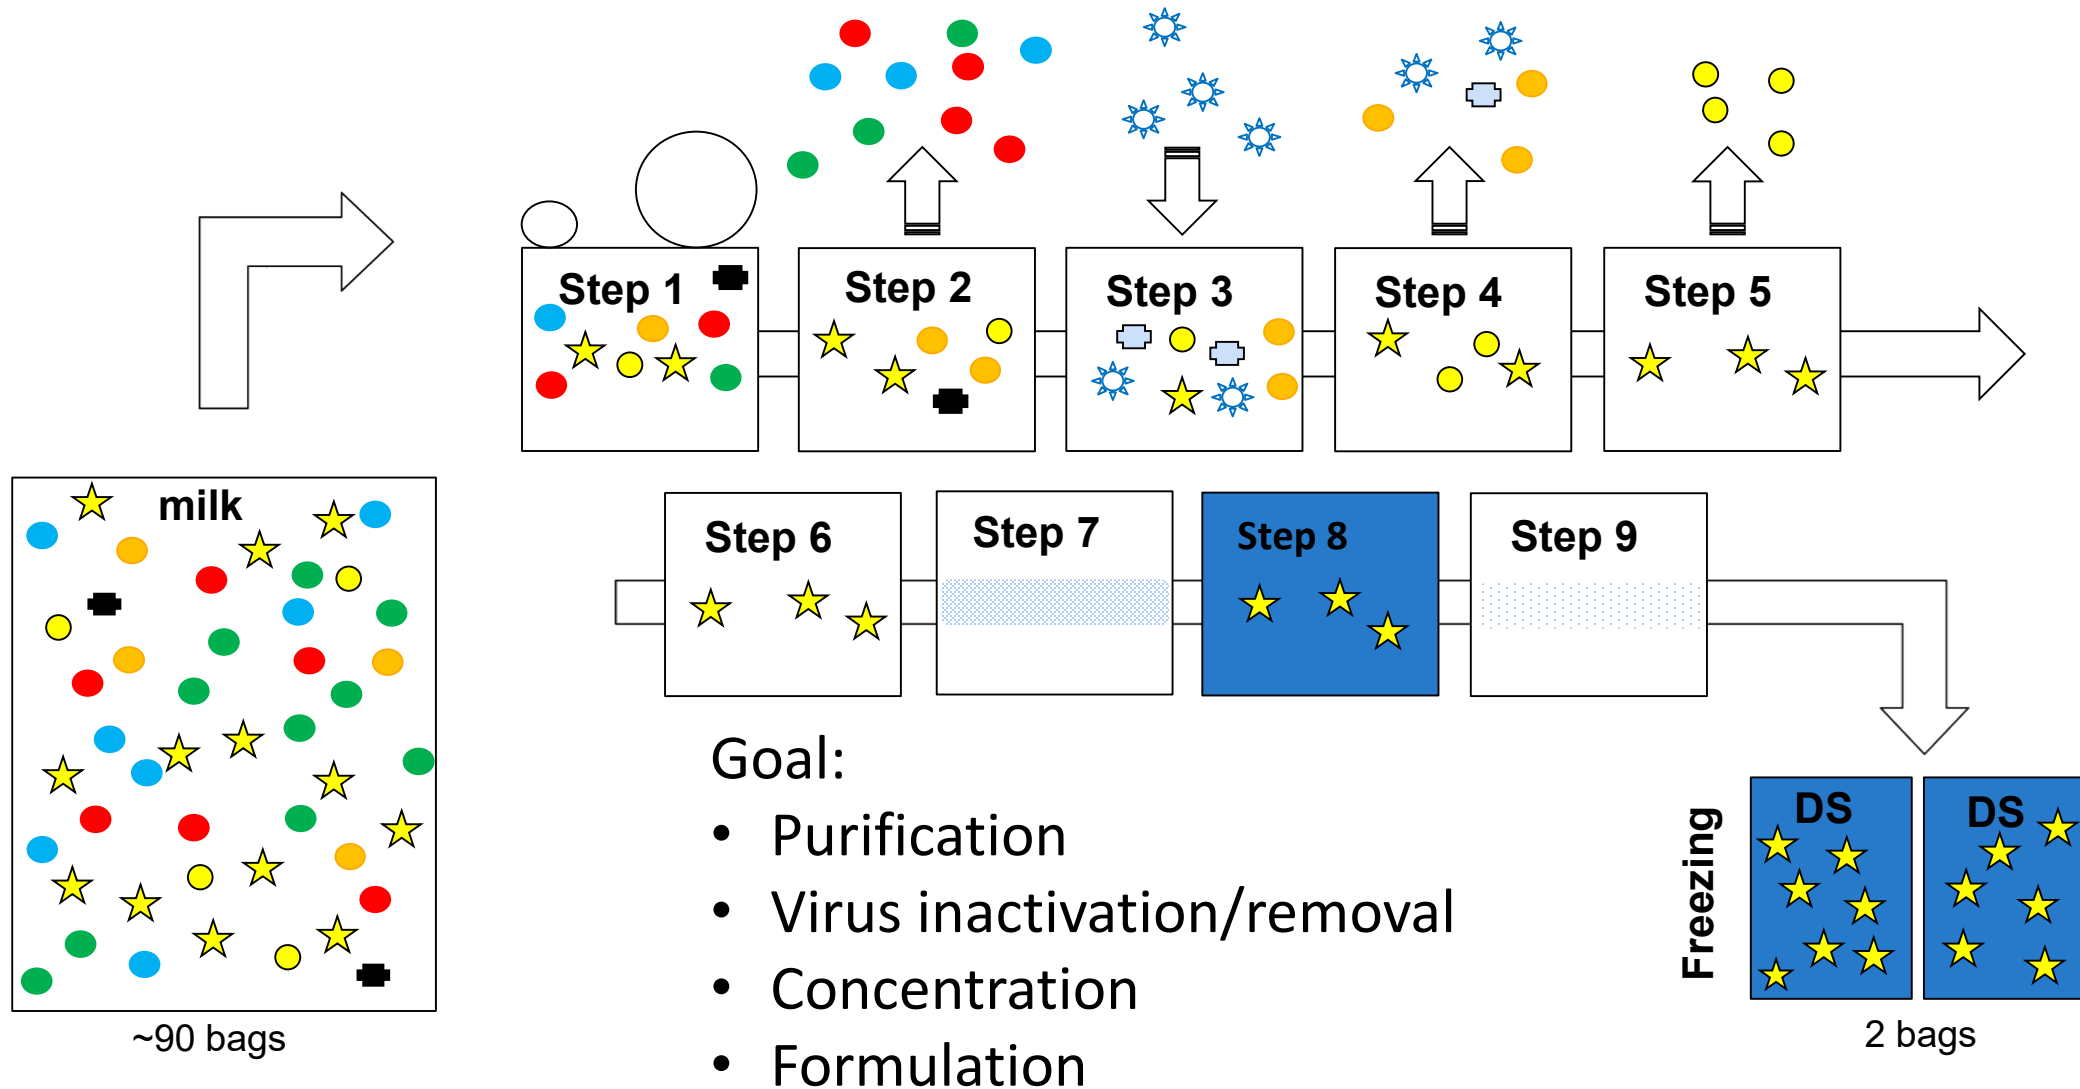 Step 1
Step 2
Step 3
Step 4
Step 5
milk
Step 6
Step 7
Step 8
Step 9
Goal:
• Purification
• Virus inactivation/removal
• Concentration
• Formulation
Freezing
DS
DS
~90 bags
2 bags